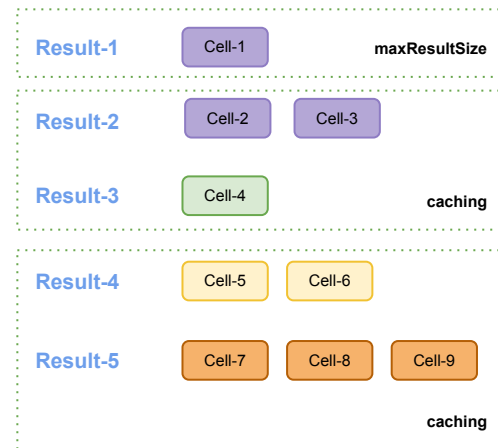 Result-1 Cell-1 maxResultSize
Result-2 Cell-2 Cell-3
Result-3 Cell-4
caching
Result-4 Cell-5 Cell-6
Result-5 Cell-7 Cell-8 Cell-9
caching